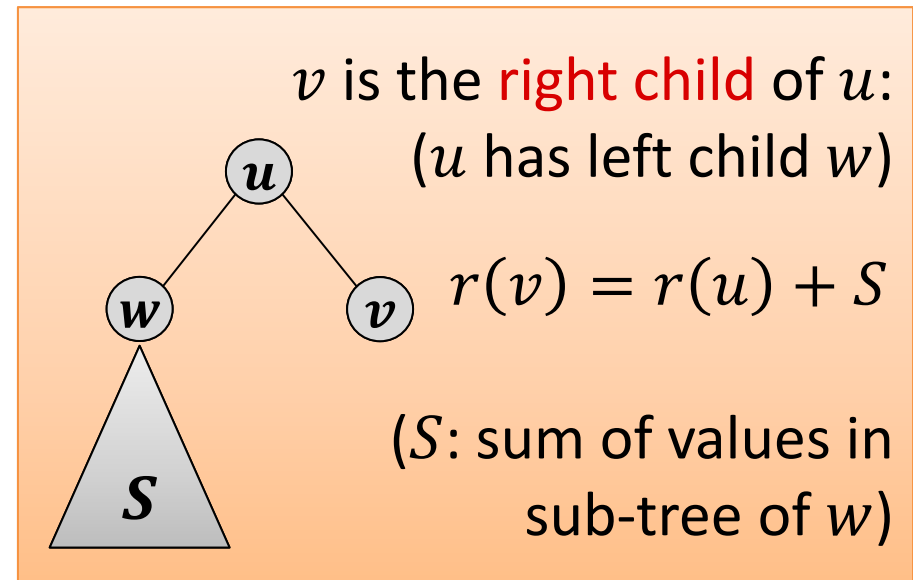 v is the right child of u:
(u has left child w)
u
r(v) = r(u) + S
w
v
(S: sum of values in
sub-tree of w)
S